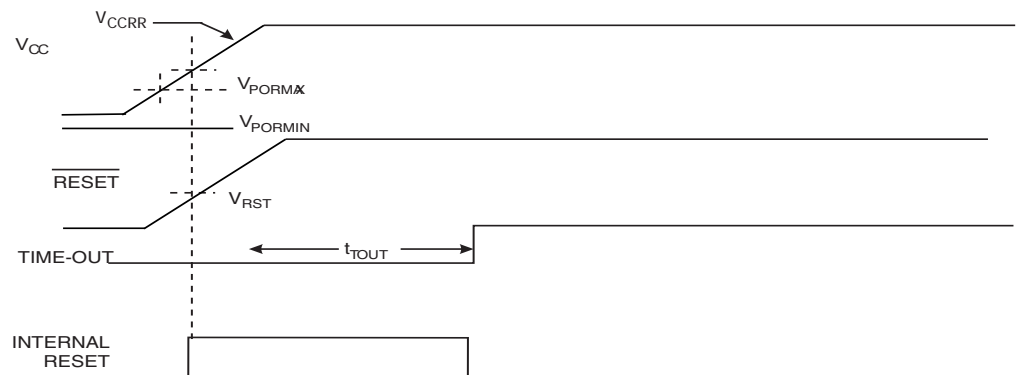 VCCRR
VCC
VPORMAX
VPORMIN
RESET
VRST
tTOUT
TIME-OUT
INTERNAL
RESET